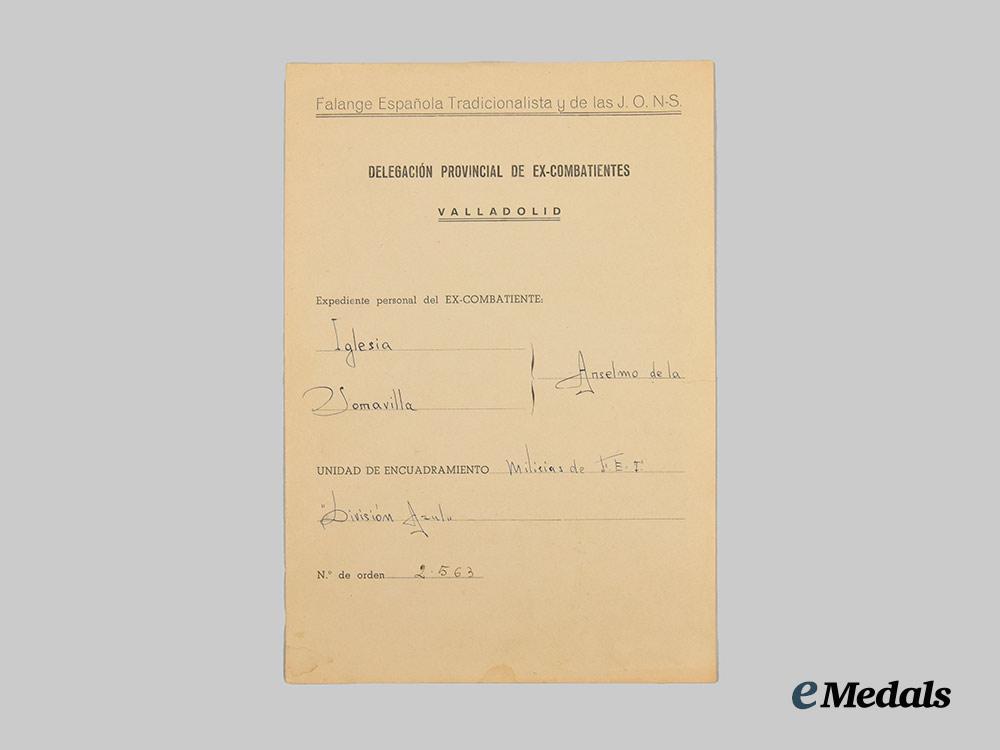 Falange Española Tradicionalista y de las J. O. N-S.
DELEGACIÓN PROVINCIAL DE EX-COMBATIENTES
VALLADOLID
Expediente personal del EX-COMBATIENTE:
Iglesia
Anselmo de la
Somavilla
UNIDAD DE ENCUADRAMIENTO Milicias de F.E.T.
"División Azul"
N.º de orden 2.563
eMedals